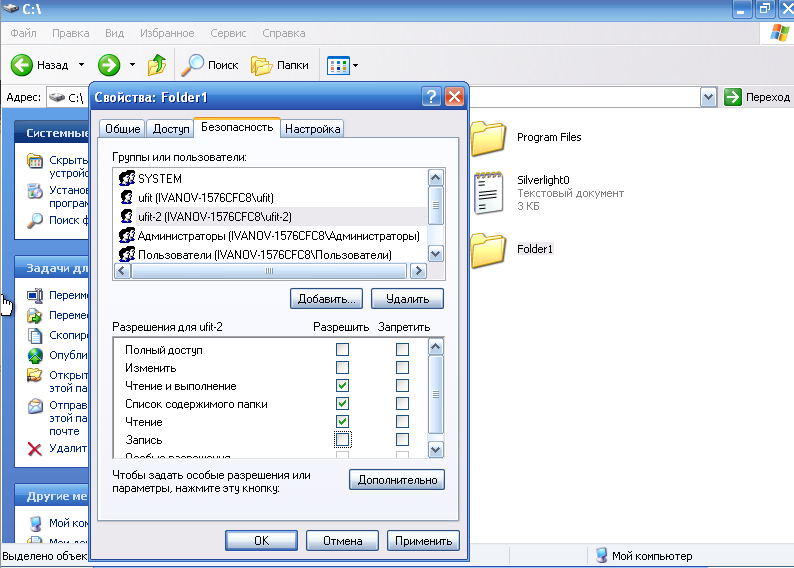 C:\
Файл Правка Вид Избранное Сервис Справка
Назад Поиск Папки
Адрес: C:\ Переход
Свойства: Folder1
Общие Доступ Безопасность Настройка
Группы или пользователи:
SYSTEM
ufit (IVANOV-1576CFC8\ufit)
ufit-2 (IVANOV-1576CFC8\ufit-2)
Администраторы (IVANOV-1576CFC8\Администраторы)
Пользователи (IVANOV-1576CFC8\Пользователи)
Добавить... Удалить
Разрешения для ufit-2 Разрешить Запретить
Полный доступ
Изменить
Чтение и выполнение
Список содержимого папки
Чтение
Запись
Особые разрешения
Чтобы задать особые разрешения или
параметры, нажмите эту кнопку:
Дополнительно
OK Отмена Применить
Системные
Скрыть
устрой
Устано
програм
Поиск ф
Задачи дл
Переим
Перемес
Скопиро
Опубли
Открыт
этой па
Отправ
этой па
почте
Удалит
Другие ме
Мой ком
Program Files
Silverlight0
Текстовый документ
3 КБ
Folder1
Выделено объек
Мой компьютер